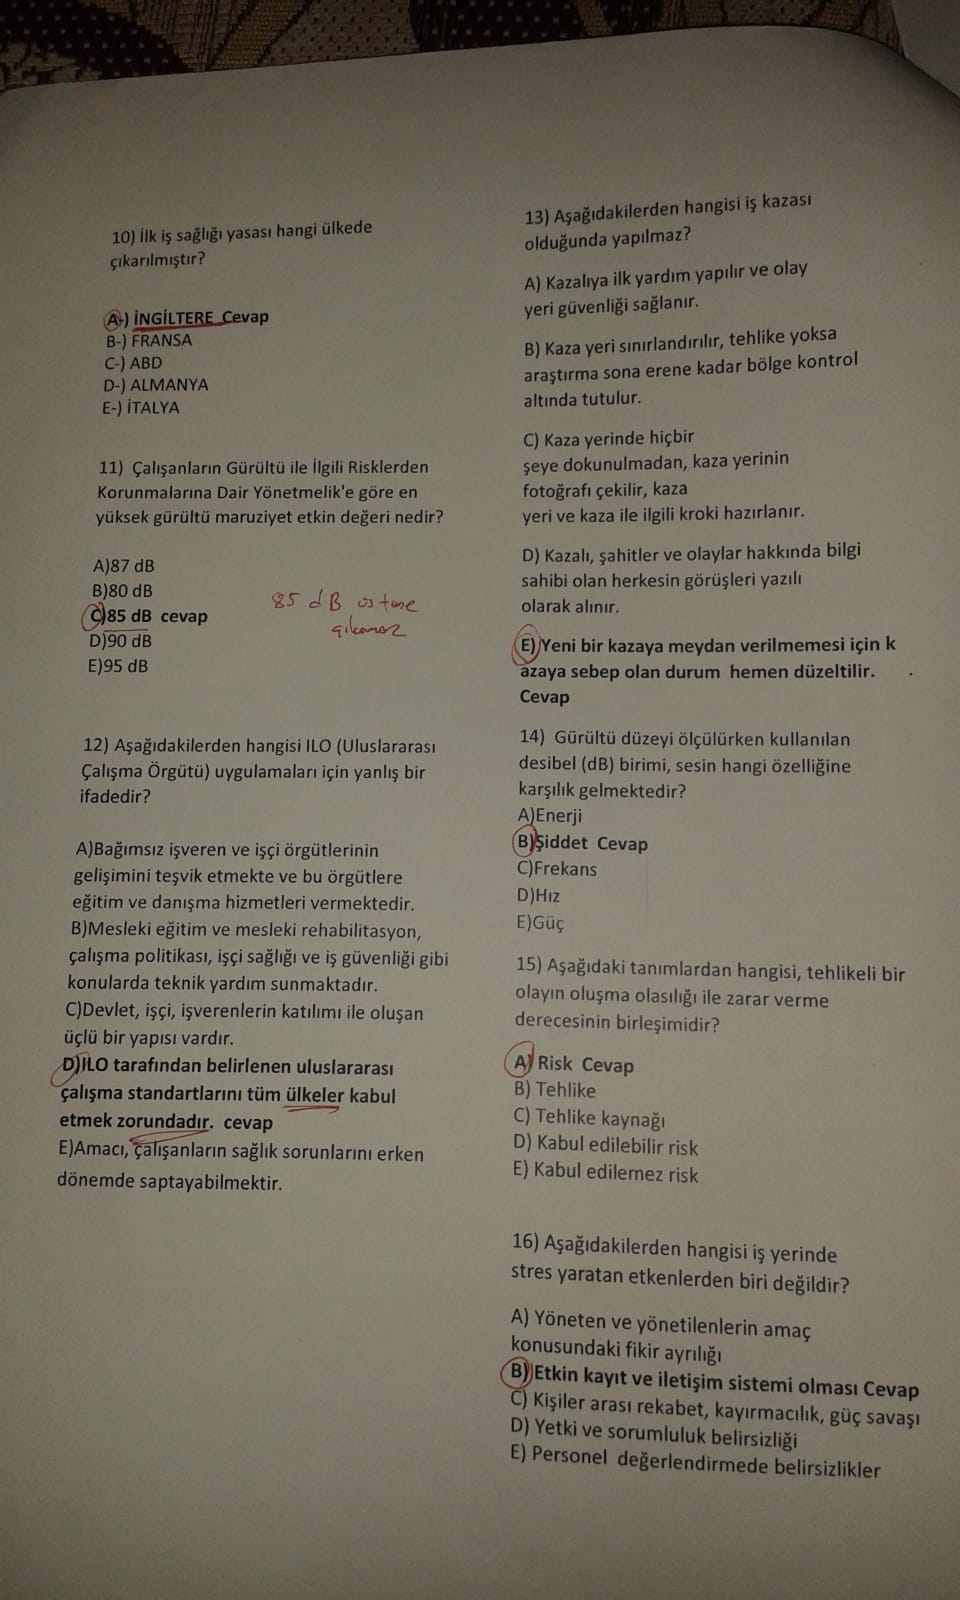 10) İlk iş sağlığı yasası hangi ülkede
çıkarılmıştır?
A-) İNGİLTERE Cevap
B-) FRANSA
C-) ABD
D-) ALMANYA
E-) İTALYA
11) Çalışanların Gürültü ile İlgili Risklerden
Korunmalarına Dair Yönetmelik'e göre en
yüksek gürültü maruziyet etkin değeri nedir?
A)87 dB
B)80 dB
C)85 dB cevap
D)90 dB
E)95 dB
85 dB üstüne
çıkamaz
12) Aşağıdakilerden hangisi ILO (Uluslararası
Çalışma Örgütü) uygulamaları için yanlış bir
ifadedir?
A)Bağımsız işveren ve işçi örgütlerinin
gelişimini teşvik etmekte ve bu örgütlere
eğitim ve danışma hizmetleri vermektedir.
B)Mesleki eğitim ve mesleki rehabilitasyon,
çalışma politikası, işçi sağlığı ve iş güvenliği gibi
konularda teknik yardım sunmaktadır.
C)Devlet, işçi, işverenlerin katılımı ile oluşan
üçlü bir yapısı vardır.
D)ILO tarafından belirlenen uluslararası
çalışma standartlarını tüm ülkeler kabul
etmek zorundadır. cevap
E)Amacı, çalışanların sağlık sorunlarını erken
dönemde saptayabilmektir.
13) Aşağıdakilerden hangisi iş kazası
olduğunda yapılmaz?
A) Kazalıya ilk yardım yapılır ve olay
yeri güvenliği sağlanır.
B) Kaza yeri sınırlandırılır, tehlike yoksa
araştırma sona erene kadar bölge kontrol
altında tutulur.
C) Kaza yerinde hiçbir
şeye dokunulmadan, kaza yerinin
fotoğrafı çekilir, kaza
yeri ve kaza ile ilgili kroki hazırlanır.
D) Kazalı, şahitler ve olaylar hakkında bilgi
sahibi olan herkesin görüşleri yazılı
olarak alınır.
E) Yeni bir kazaya meydan verilmemesi için k
azaya sebep olan durum hemen düzeltilir.
Cevap
14) Gürültü düzeyi ölçülürken kullanılan
desibel (dB) birimi, sesin hangi özelliğine
karşılık gelmektedir?
A)Enerji
B)Şiddet Cevap
C)Frekans
D)Hız
E)Güç
15) Aşağıdaki tanımlardan hangisi, tehlikeli bir
olayın oluşma olasılığı ile zarar verme
derecesinin birleşimidir?
A) Risk Cevap
B) Tehlike
C) Tehlike kaynağı
D) Kabul edilebilir risk
E) Kabul edilemez risk
16) Aşağıdakilerden hangisi iş yerinde
stres yaratan etkenlerden biri değildir?
A) Yöneten ve yönetilenlerin amaç
konusundaki fikir ayrılığı
B) Etkin kayıt ve iletişim sistemi olması Cevap
C) Kişiler arası rekabet, kayırmacılık, güç savaşı
D) Yetki ve sorumluluk belirsizliği
E) Personel değerlendirmede belirsizlikler